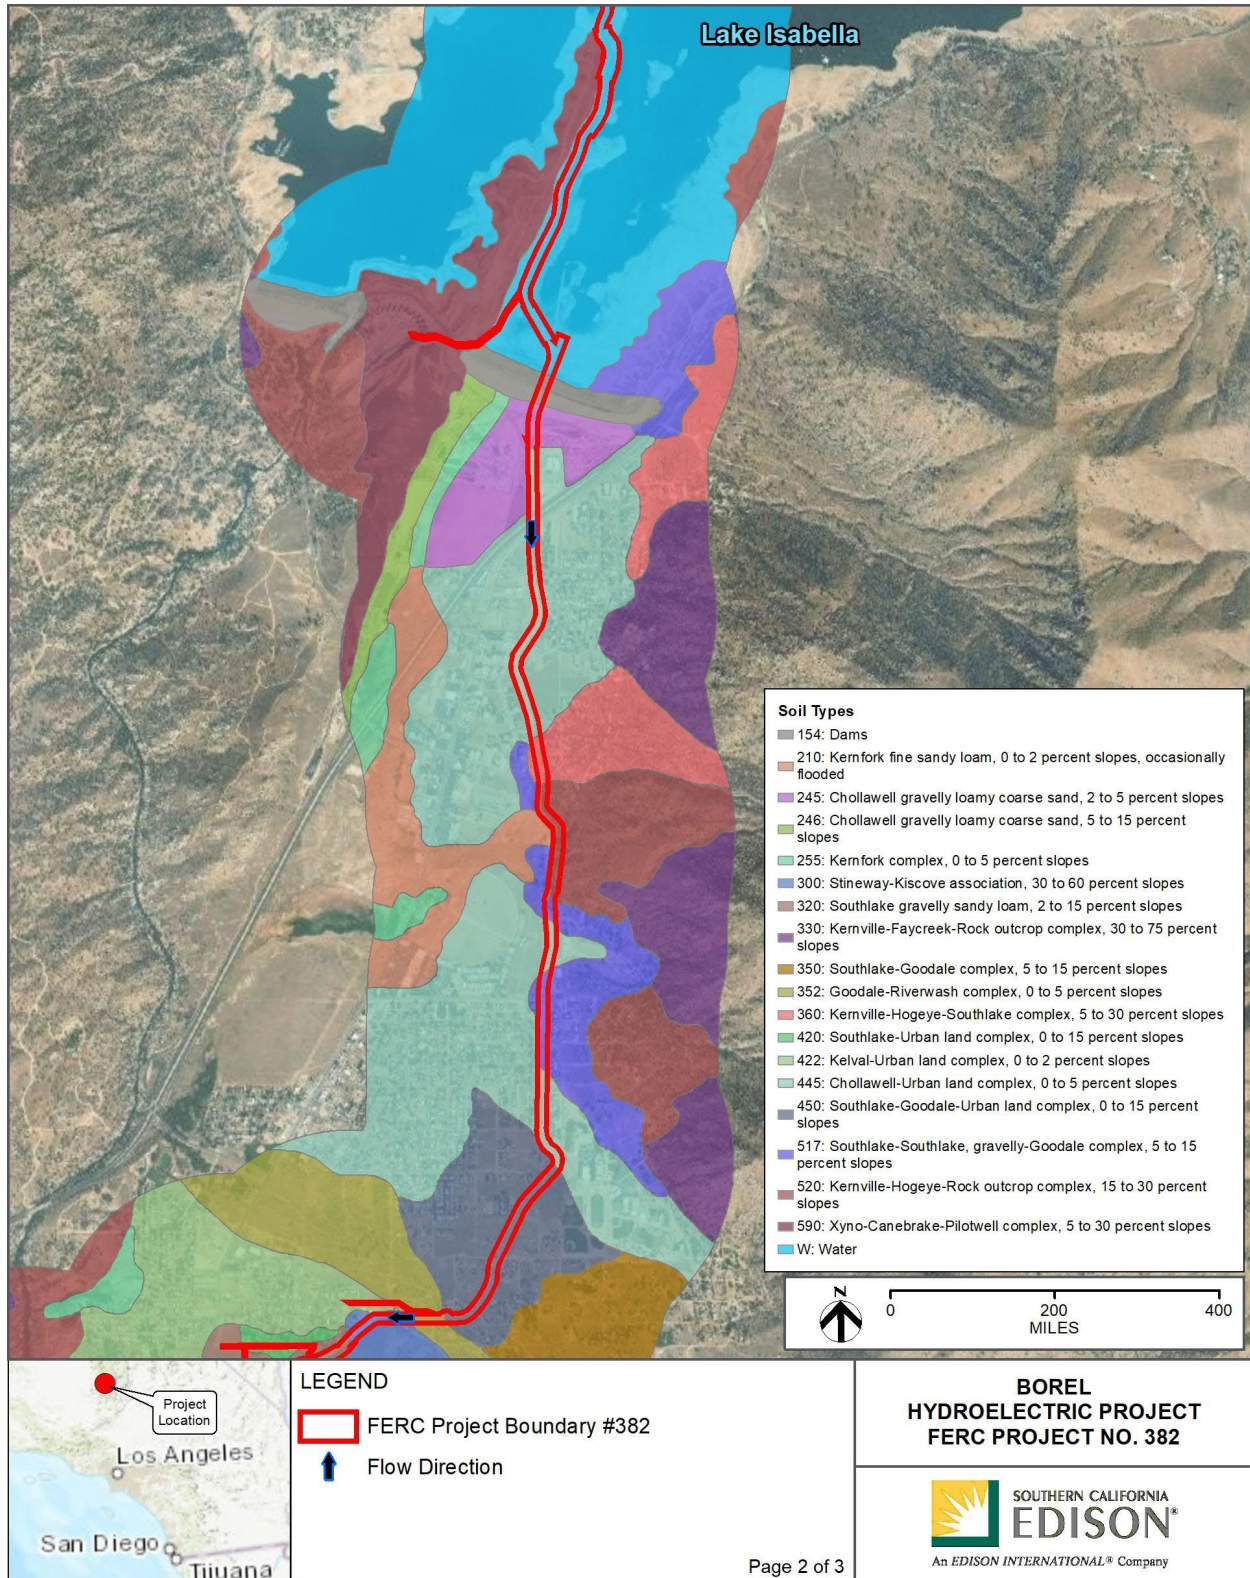 Lake Isabella
Soil Types
154: Dams
210: Kernfork fine sandy loam, 0 to 2 percent slopes, occasionally
flooded
245: Chollawell gravelly loamy coarse sand, 2 to 5 percent slopes
246: Chollawell gravelly loamy coarse sand, 5 to 15 percent
slopes
255: Kernfork complex, 0 to 5 percent slopes
300: Stineway-Kiscove association, 30 to 60 percent slopes
320: Southlake gravelly sandy loam, 2 to 15 percent slopes
330: Kernville-Faycreek-Rock outcrop complex, 30 to 75 percent
slopes
350: Southlake-Goodale complex, 5 to 15 percent slopes
352: Goodale-Riverwash complex, 0 to 5 percent slopes
360: Kernville-Hogeye-Southlake complex, 5 to 30 percent slopes
420: Southlake-Urban land complex, 0 to 15 percent slopes
422: Kelval-Urban land complex, 0 to 2 percent slopes
445: Chollawell-Urban land complex, 0 to 5 percent slopes
450: Southlake-Goodale-Urban land complex, 0 to 15 percent
slopes
517: Southlake-Southlake, gravelly-Goodale complex, 5 to 15
percent slopes
520: Kernville-Hogeye-Rock outcrop complex, 15 to 30 percent
slopes
590: Xyno-Canebrake-Pilotwell complex, 5 to 30 percent slopes
W: Water
N
0 200 400
MILES
Project
Location
Los Angeles
San Diego
Tijuana
LEGEND
FERC Project Boundary #382
Flow Direction
Page 2 of 3
BOREL
HYDROELECTRIC PROJECT
FERC PROJECT NO. 382
SOUTHERN CALIFORNIA
EDISON®
An EDISON INTERNATIONAL® Company